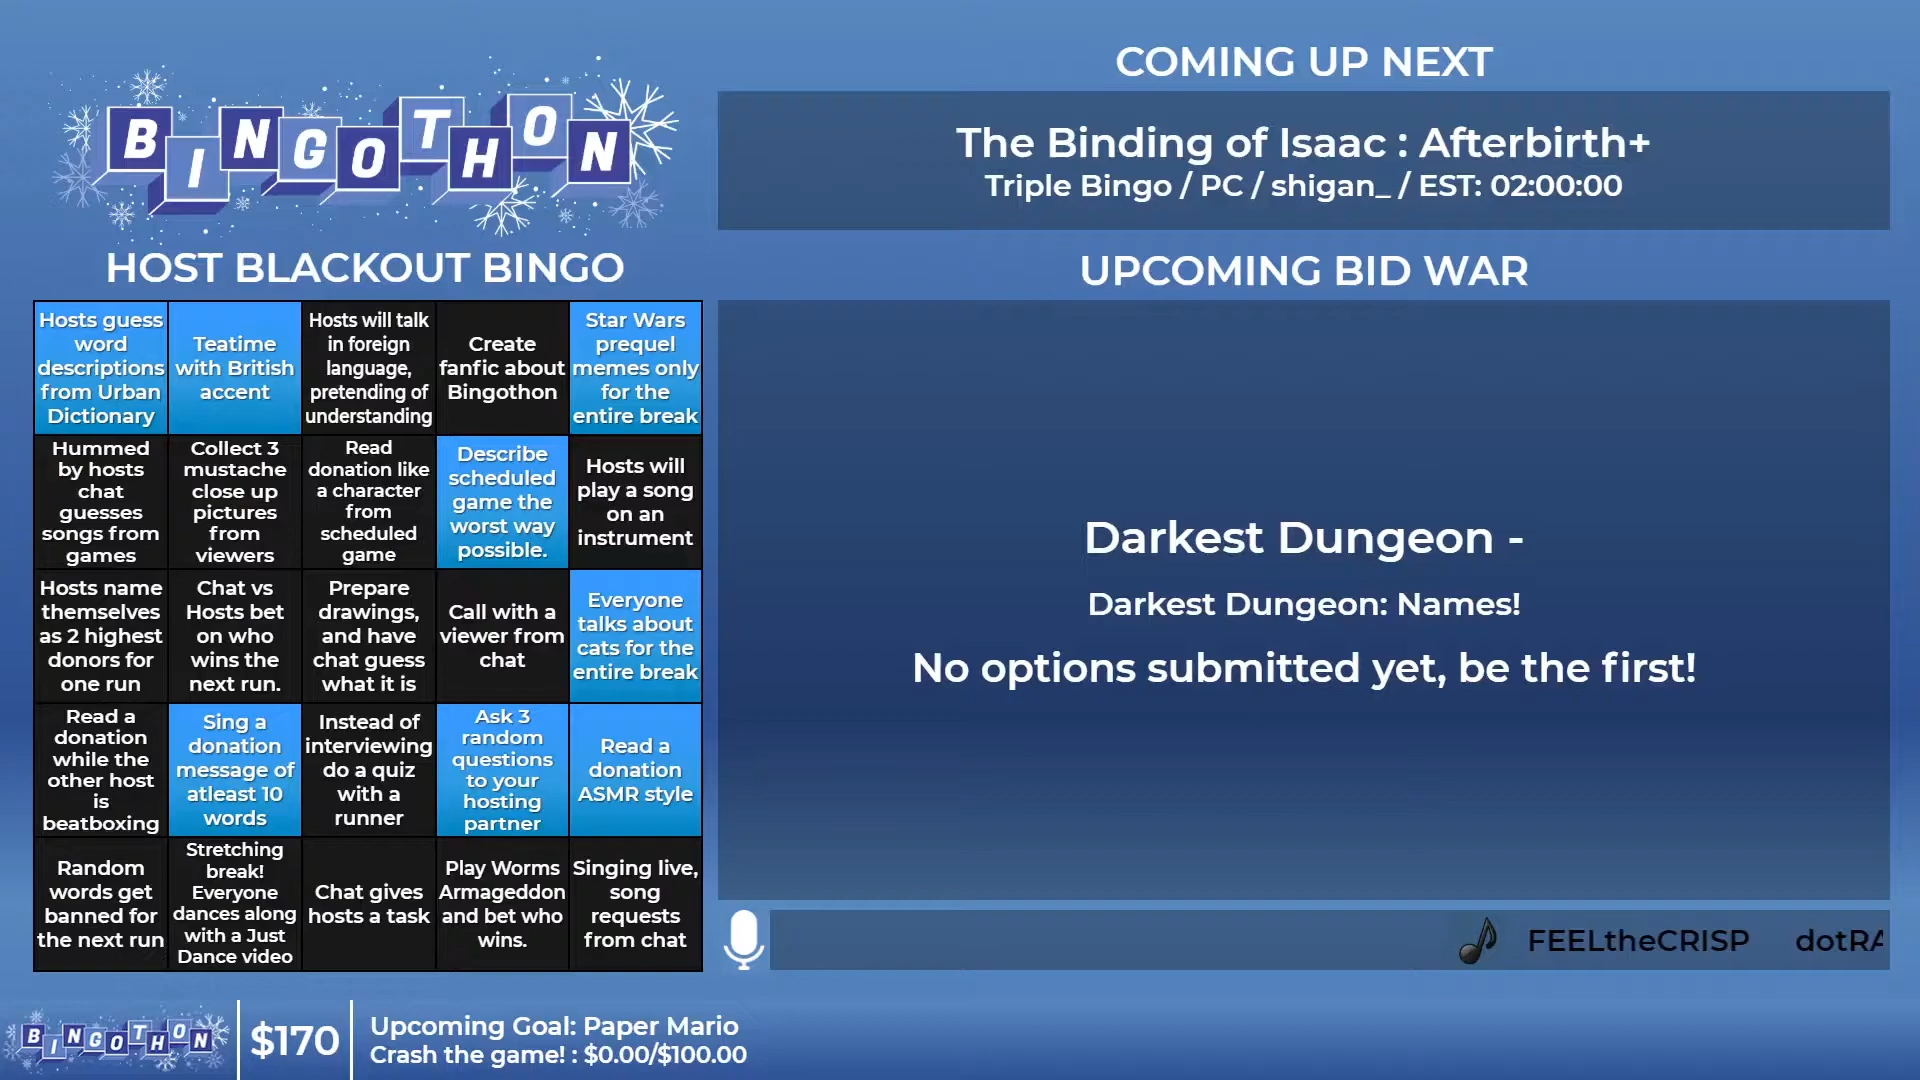 BINGOTHON
COMING UP NEXT
The Binding of Isaac : Afterbirth+
Triple Bingo / PC / shigan_ / EST: 02:00:00
HOST BLACKOUT BINGO
UPCOMING BID WAR
Hosts guess
word
descriptions
from Urban
Dictionary
Teatime
with British
accent
Hosts will talk
in foreign
language,
pretending of
understanding
Create
fanfic about
Bingothon
Star Wars
prequel
memes only
for the
entire break
Hummed
by hosts
chat
guesses
songs from
games
Collect 3
mustache
close up
pictures
from
viewers
Read
donation like
a character
from
scheduled
game
Describe
scheduled
game the
worst way
possible.
Hosts will
play a song
on an
instrument
Hosts name
themselves
as 2 highest
donors for
one run
Chat vs
Hosts bet
on who
wins the
next run.
Prepare
drawings,
and have
chat guess
what it is
Call with a
viewer from
chat
Everyone
talks about
cats for the
entire break
Read a
donation
while the
other host
is
beatboxing
Sing a
donation
message of
atleast 10
words
Instead of
interviewing
do a quiz
with a
runner
Ask 3
random
questions
to your
hosting
partner
Read a
donation
ASMR style
Random
words get
banned for
the next run
Stretching
break!
Everyone
dances along
with a Just
Dance video
Chat gives
hosts a task
Play Worms
Armageddon
and bet who
wins.
Singing live,
song
requests
from chat
Darkest Dungeon -
Darkest Dungeon: Names!
No options submitted yet, be the first!
FEELtheCRISP dotRA
BINGOTHON
$170
Upcoming Goal: Paper Mario
Crash the game! : $0.00/$100.00